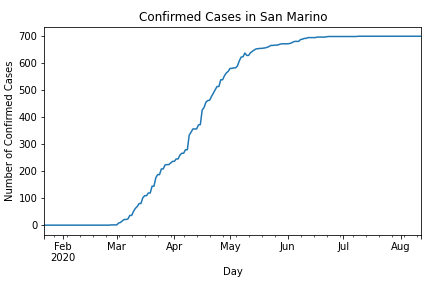 Confirmed Cases in San Marino
Number of Confirmed Cases
700
600
500
400
300
200
100
0
Feb
2020
Mar
Apr
May
Jun
Jul
Aug
Day